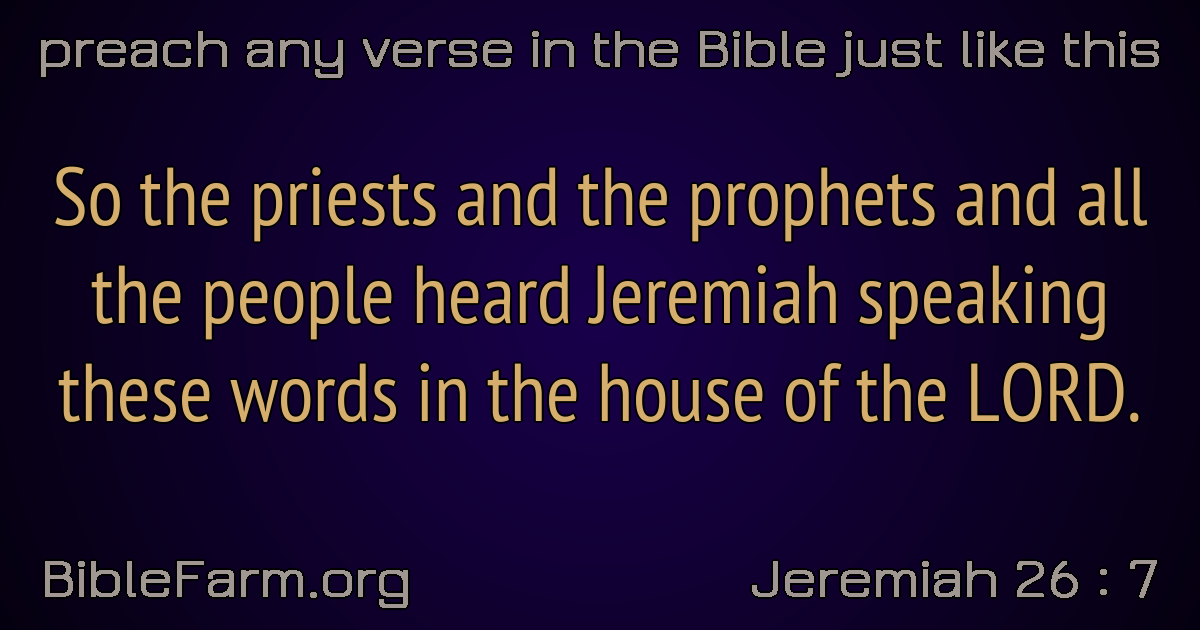 preach any verse in the Bible just like this
So the priests and the prophets and all
the people heard Jeremiah speaking
these words in the house of the LORD.
BibleFarm.org
Jeremiah 26 : 7